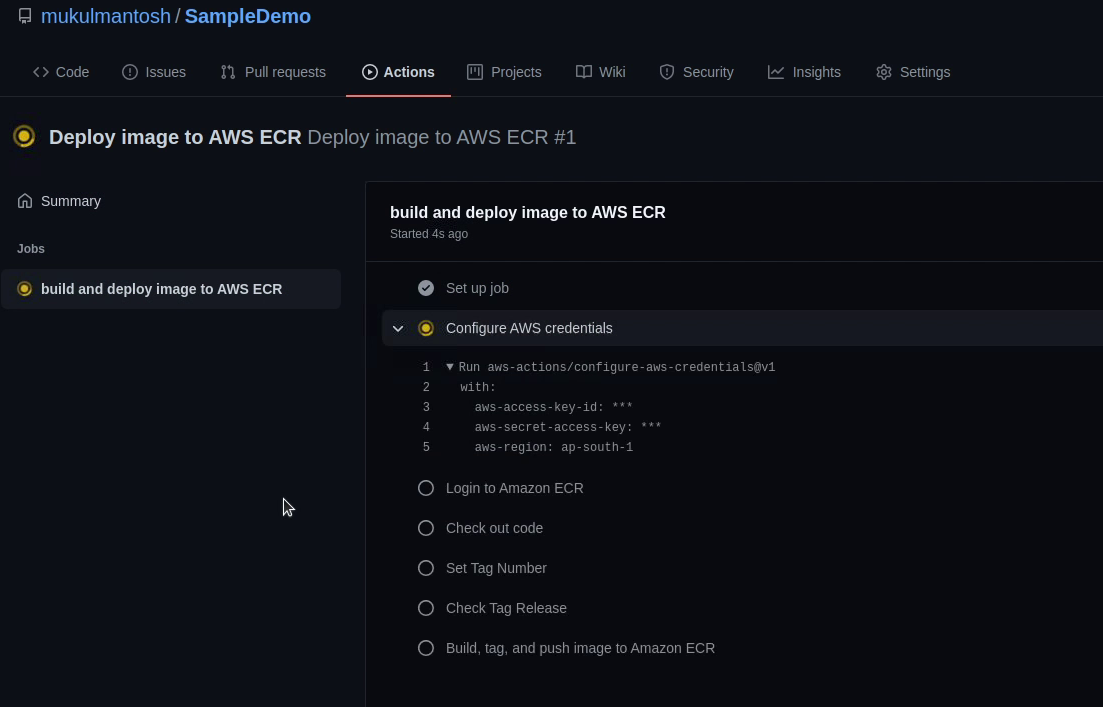 mukulmantosh / SampleDemo
Code Issues Pull requests Actions Projects Wiki Security Insights Settings
Deploy image to AWS ECR Deploy image to AWS ECR #1
Summary
Jobs
build and deploy image to AWS ECR
build and deploy image to AWS ECR
Started 4s ago
Set up job
Configure AWS credentials
1 ▼ Run aws-actions/configure-aws-credentials@v1
2 with:
3 aws-access-key-id: ***
4 aws-secret-access-key: ***
5 aws-region: ap-south-1
Login to Amazon ECR
Check out code
Set Tag Number
Check Tag Release
Build, tag, and push image to Amazon ECR